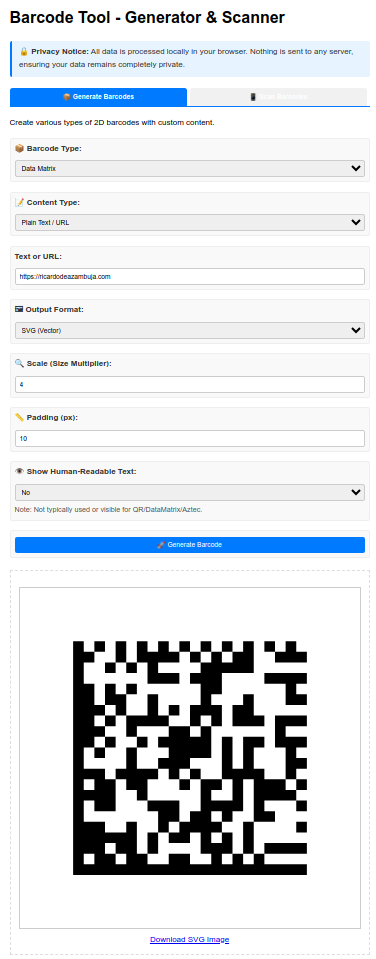 Barcode Tool - Generator & Scanner
🔒 Privacy Notice: All data is processed locally in your browser. Nothing is sent to any server,
ensuring your data remains completely private.
📦 Generate Barcodes
Create various types of 2D barcodes with custom content.
📦 Barcode Type:
Data Matrix
📝 Content Type:
Plain Text / URL
Text or URL:
https://ricardodeazambuja.com
🖼 Output Format:
SVG (Vector)
🔍 Scale (Size Multiplier):
4
📏 Padding (px):
10
👁 Show Human-Readable Text:
No
Note: Not typically used or visible for QR/DataMatrix/Aztec.
🚀 Generate Barcode
Download SVG Image